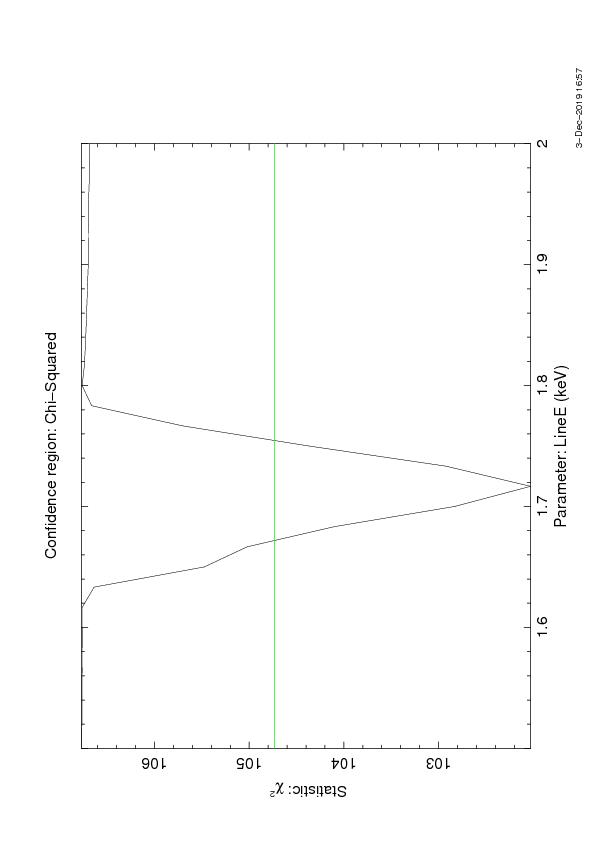 Confidence region: Chi−Squared
Statistic: χ²
106
105
104
103
1.6
1.7
1.8
1.9
2
Parameter: LineE (keV)
3−Dec−2019 16:57